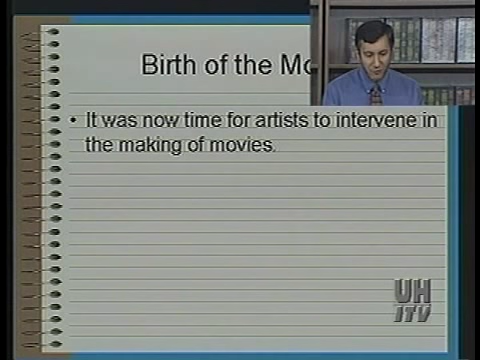 Birth of the Mo
• It was now time for artists to intervene in
the making of movies.
UH
ITV